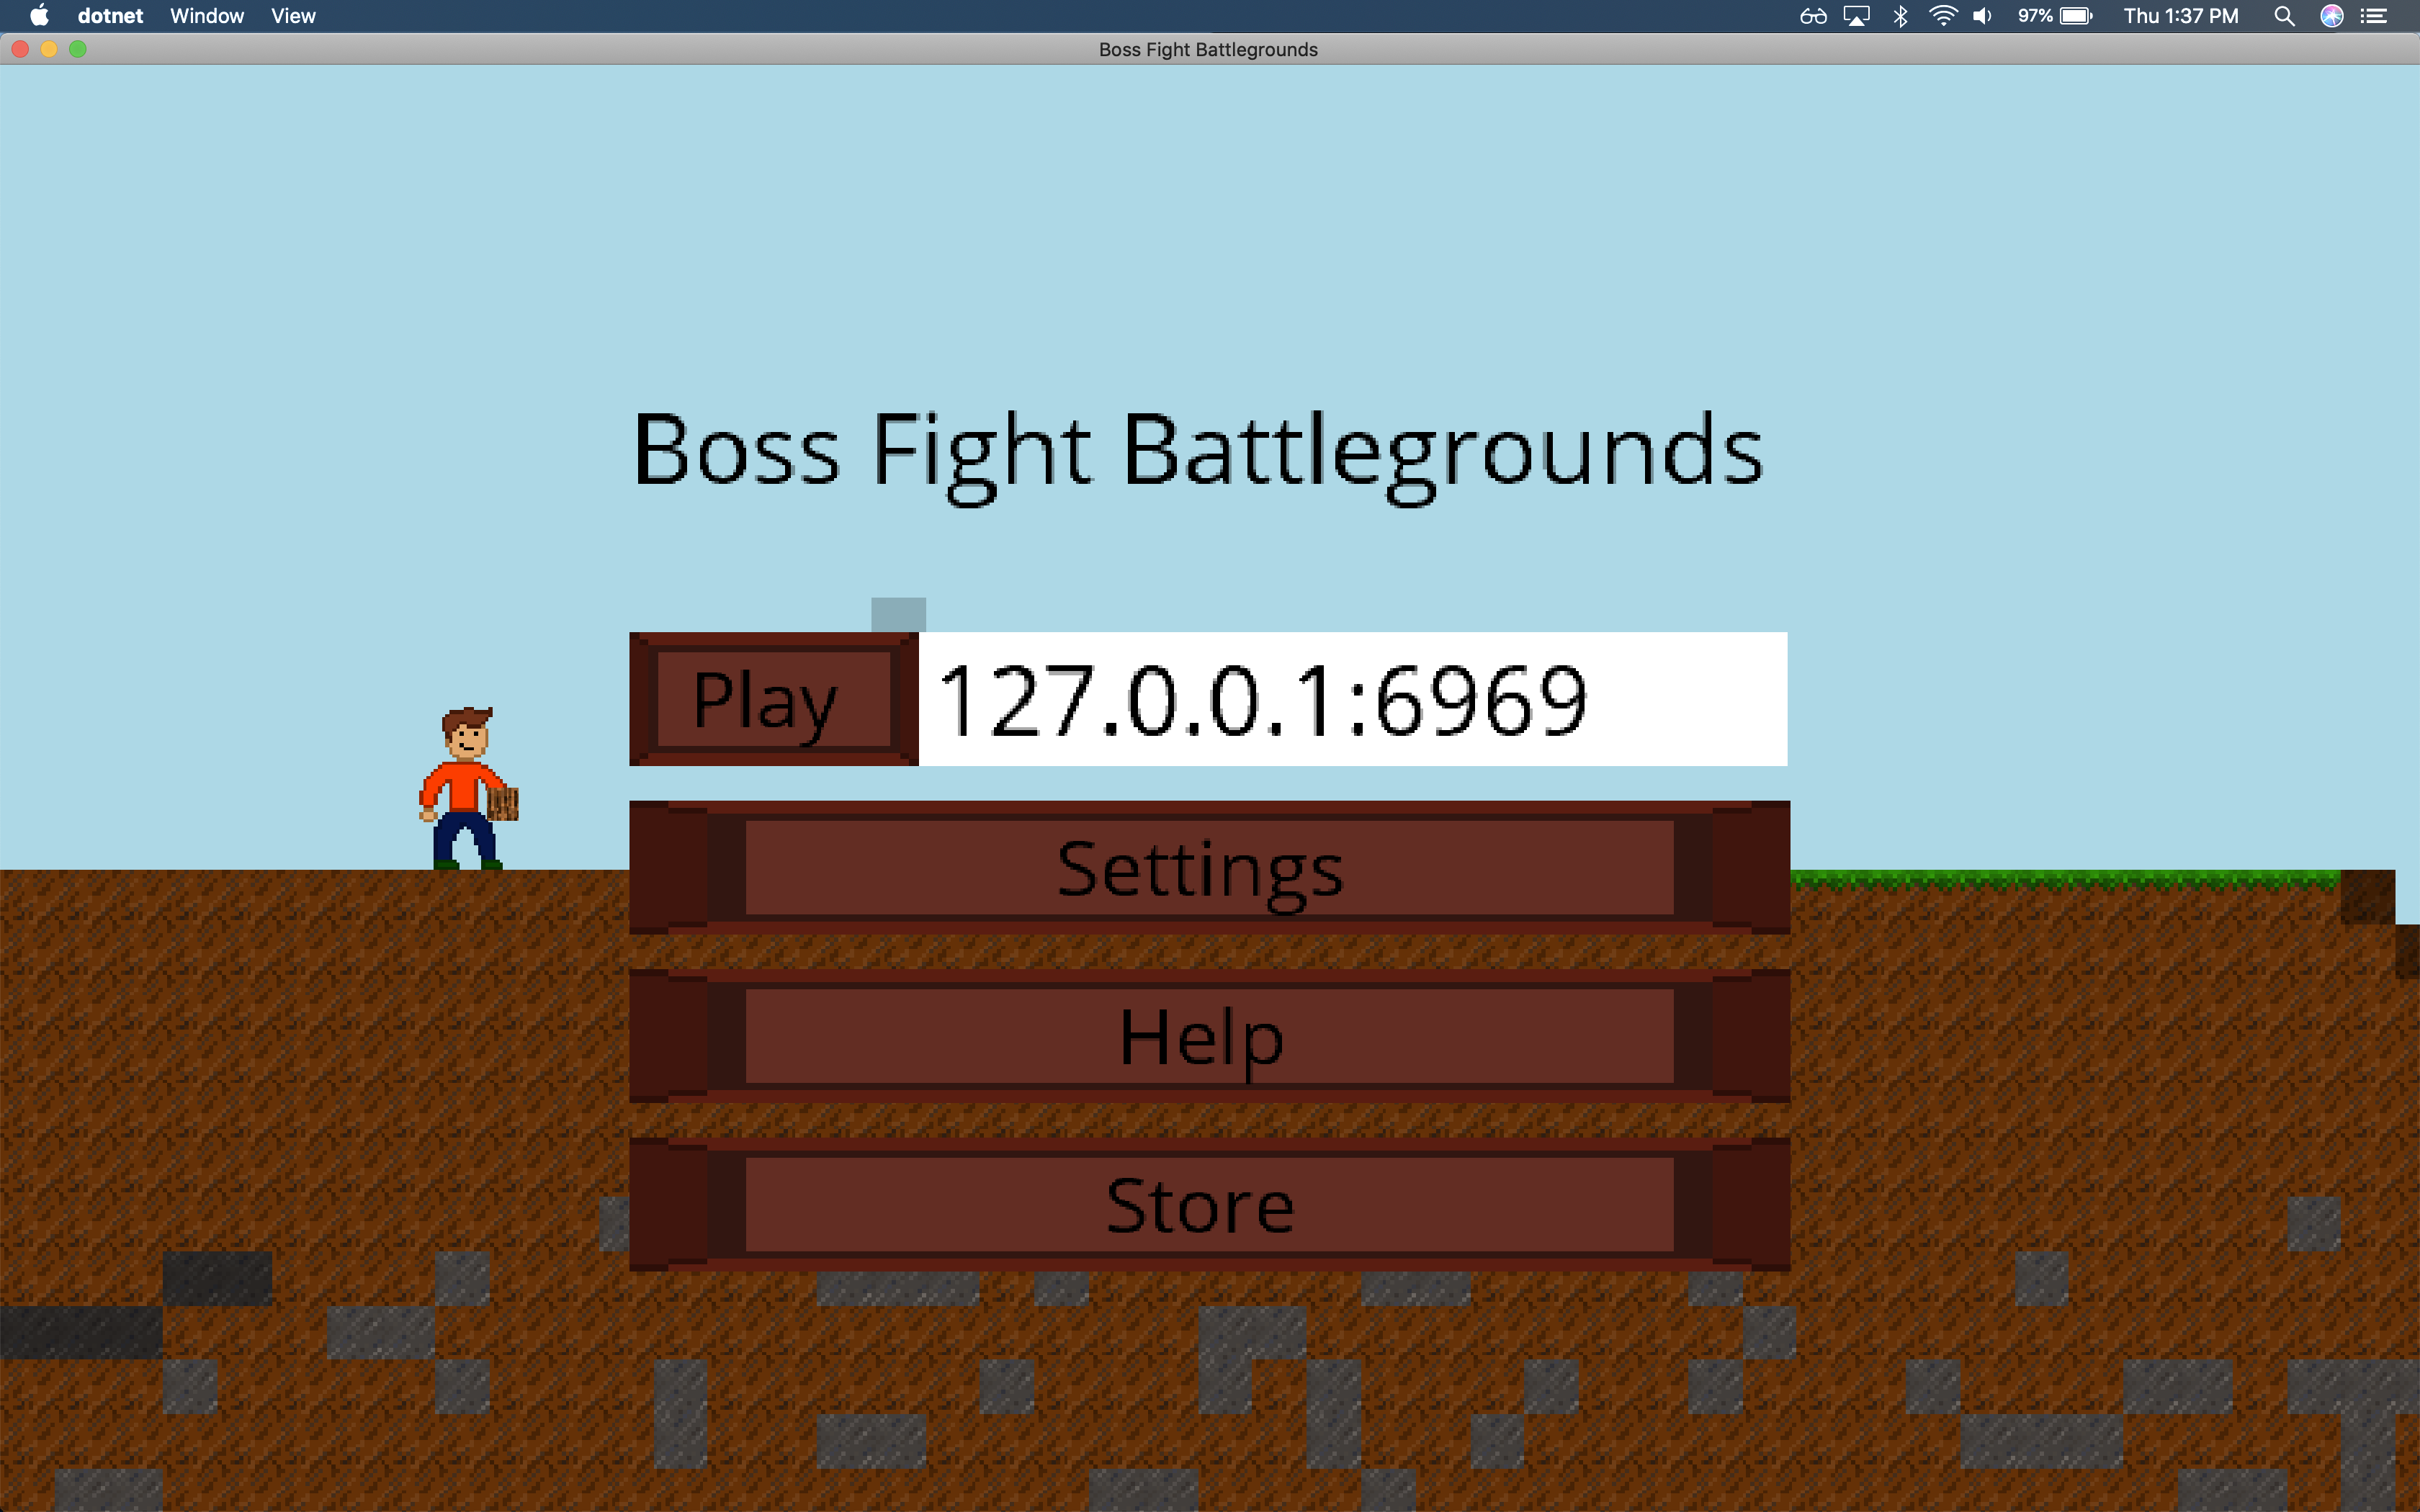 dotnet Window View 97% Thu 1:37 PM
Boss Fight Battlegrounds
Boss Fight Battlegrounds
Play 127.0.0.1:6969
Settings
Help
Store